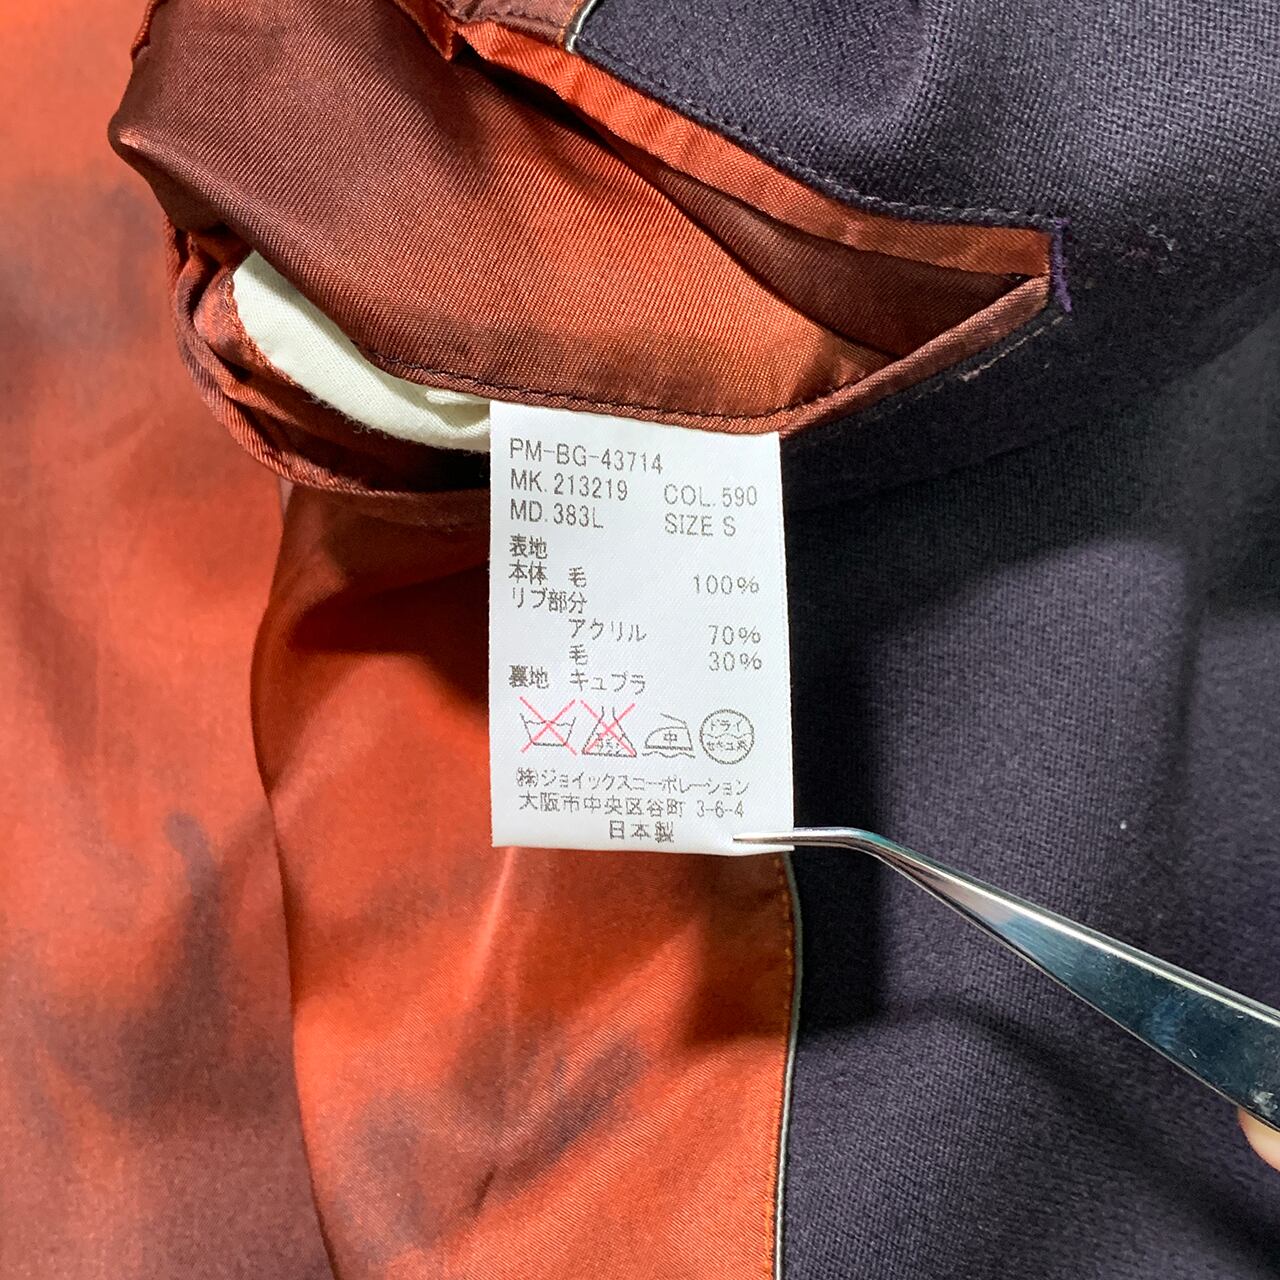 PM-BG-43714
MK.213219 COL.590
MD.383L SIZE S
表地
本体 毛 100%
リブ部分
アクリル 70%
毛 30%
裏地 キュプラ
中 ドライ セキユ系
㈱ジョイックスコーポレーション
大阪市中央区谷町 3-6-4
日本製